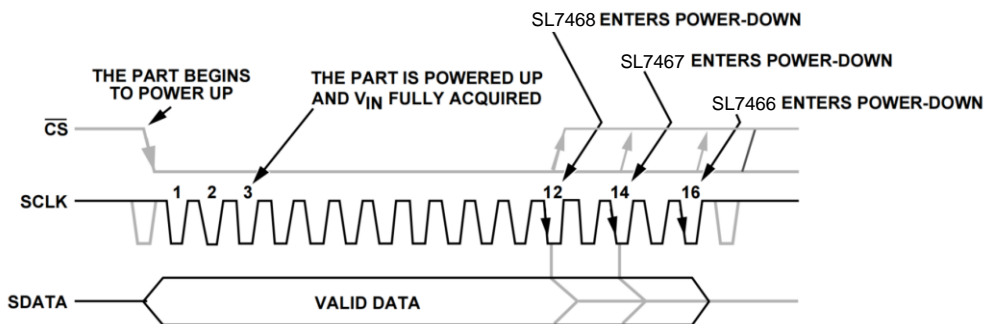 SL7468 ENTERS POWER-DOWN
SL7467 ENTERS POWER-DOWN
SL7466 ENTERS POWER-DOWN
THE PART BEGINS
TO POWER UP
THE PART IS POWERED UP
AND VIN FULLY ACQUIRED
CS
SCLK
1 2 3 12 14 16
SDATA
VALID DATA